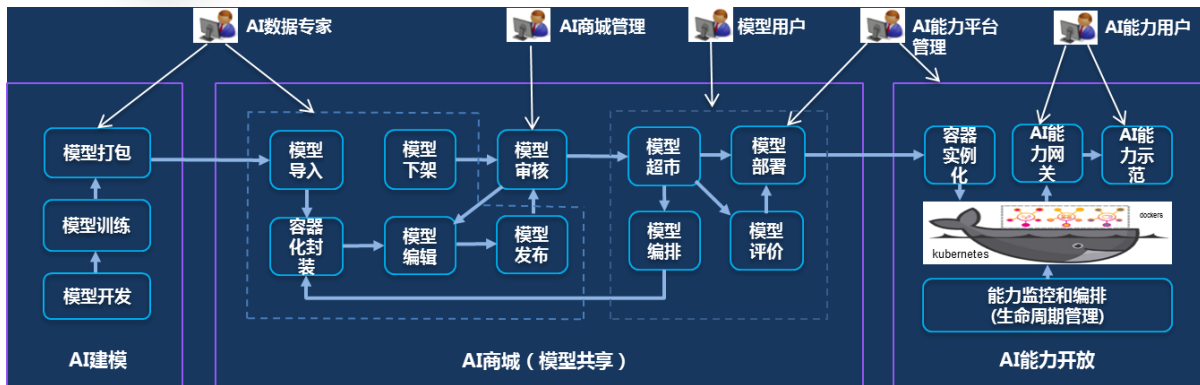 AI数据专家
AI商城管理
模型用户
AI能力平台
管理
AI能力用户
模型打包
模型训练
模型开发
AI建模
模型
导入
模型
下架
模型
审核
容器
化封
装
模型
编辑
模型
发布
模型
超市
模型
部署
模型
编排
模型
评价
AI商城（模型共享）
容器
实例
化
AI能
力网
关
AI能
力示
范
dockers
kubernetes
能力监控和编排
(生命周期管理)
AI能力开放